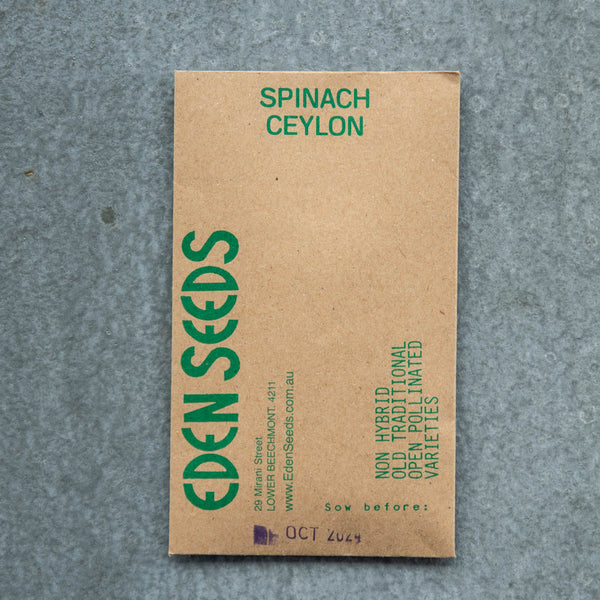 SPINACH
CEYLON
EDEN SEEDS
29 Mirani Street
LOWER BEECHMONT. 4211
www.EdenSeeds.com.au
NON HYBRID
OLD TRADITIONAL
OPEN POLLINATED
VARIETIES
Sow before:
OCT 2024